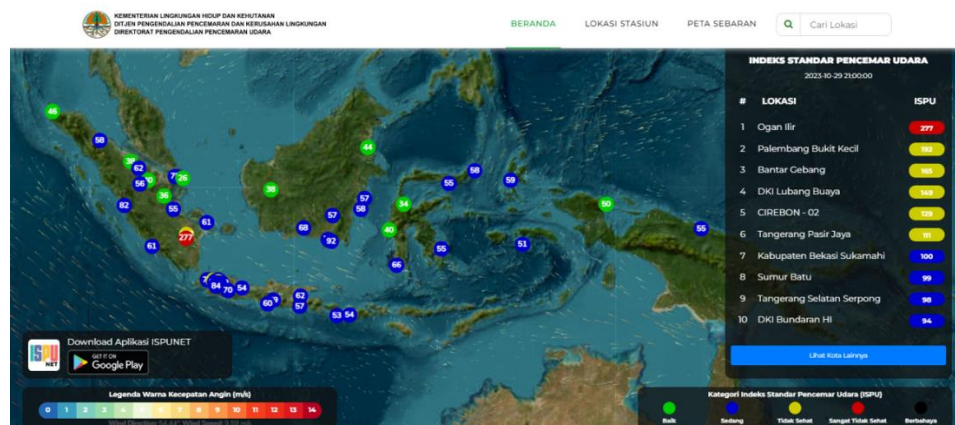 KEMENTERIAN LINGKUNGAN HIDUP DAN KEHUTANAN
DITJEN PENGENDALIAN PENCEMARAN DAN KERUSAHAN LINGKUNGAN
DIREKTORAT PENGENDALIAN PENCEMARAN UDARA
BERANDA LOKASI STASIUN PETA SEBARAN Cari Lokasi
INDEKS STANDAR PENCEMAR UDARA
2023-10-29 21:00:00
# LOKASI ISPU
1 Ogan Ilir 277
2 Palembang Bukit Kecil 192
3 Bantar Gebang 165
4 DKI Lubang Buaya 149
5 CIREBON - 02 129
6 Tangerang Pasir Jaya 111
7 Kabupaten Bekasi Sukamahi 100
8 Sumur Batu 99
9 Tangerang Selatan Serpong 98
10 DKI Bundaran HI 94
Lihat Kota Lainnya
46
58
44
62
26
56
58
55
59
38
36
82
55
57
58
34
50
61
57
68
40
55
277
61
92
55
51
66
84
70
54
60
62
57
53
54
Download Aplikasi ISPUNET
ISPU
NET
GET IT ON
Google Play
Legenda Warna Kecepatan Angin (m/s)
0 1 2 3 4 6 7 8 9 10 11 12 13 14
Kategori Indeks Standar Pencemar Udara (ISPU)
Baik Sedang Tidak Sehat Sangat Tidak Sehat Berbahaya